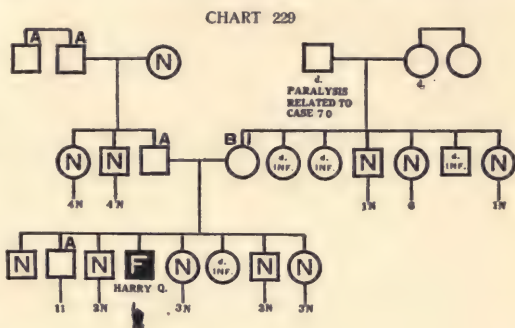 CHART 229
A A
N
d. d.
PARALYSIS
RELATED TO
CASE 70
A B
N N d. d. N N d. N
INF. INF. INF.
4N 4N 1N 6 1N
A
N N F N d. N N
INF.
HARRY Q.
11 2N 3N 3N 3N